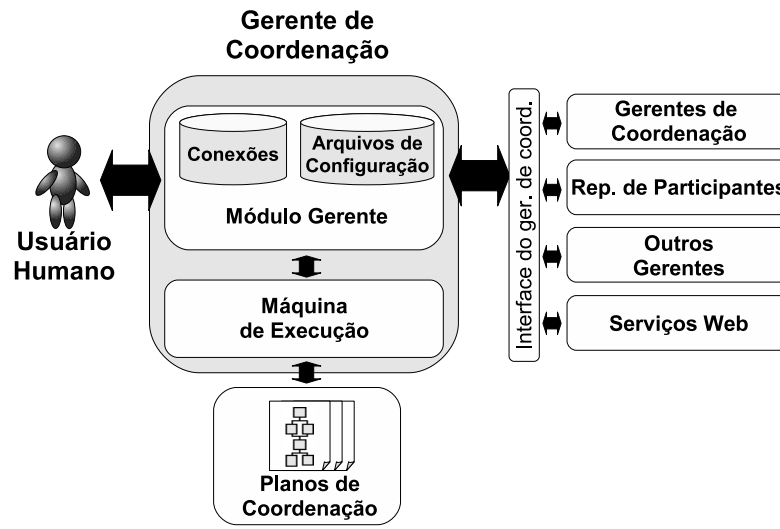 Gerente de
Coordenação
Conexões
Arquivos de
Configuração
Módulo Gerente
Usuário
Humano
Máquina
de Execução
Planos de
Coordenação
Interface do ger. de coord.
Gerentes de
Coordenação
Rep. de Participantes
Outros
Gerentes
Serviços Web